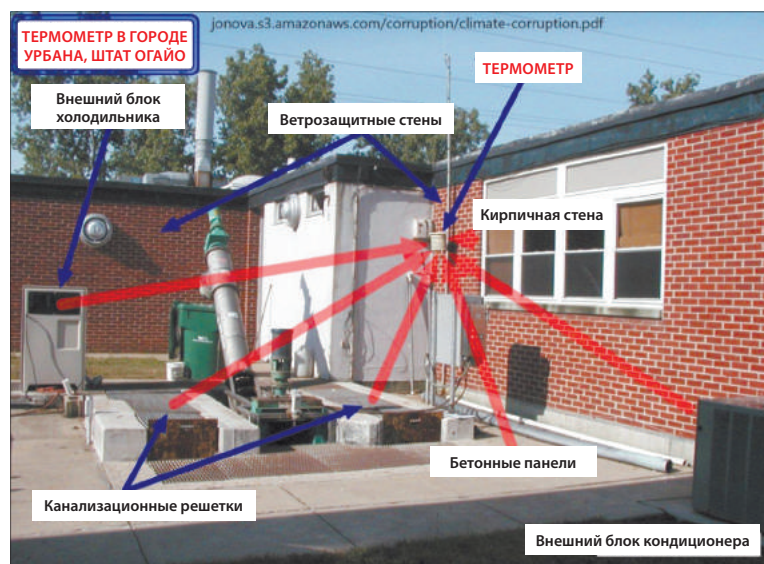 jonova.s3.amazonaws.com/corruption/climate-corruption.pdf
ТЕРМОМЕТР В ГОРОДЕ
УРБАНА, ШТАТ ОГАЙО
ТЕРМОМЕТР
Внешний блок
холодильника
Ветрозащитные стены
Кирпичная стена
Бетонные панели
Канализационные решетки
Внешний блок кондиционера